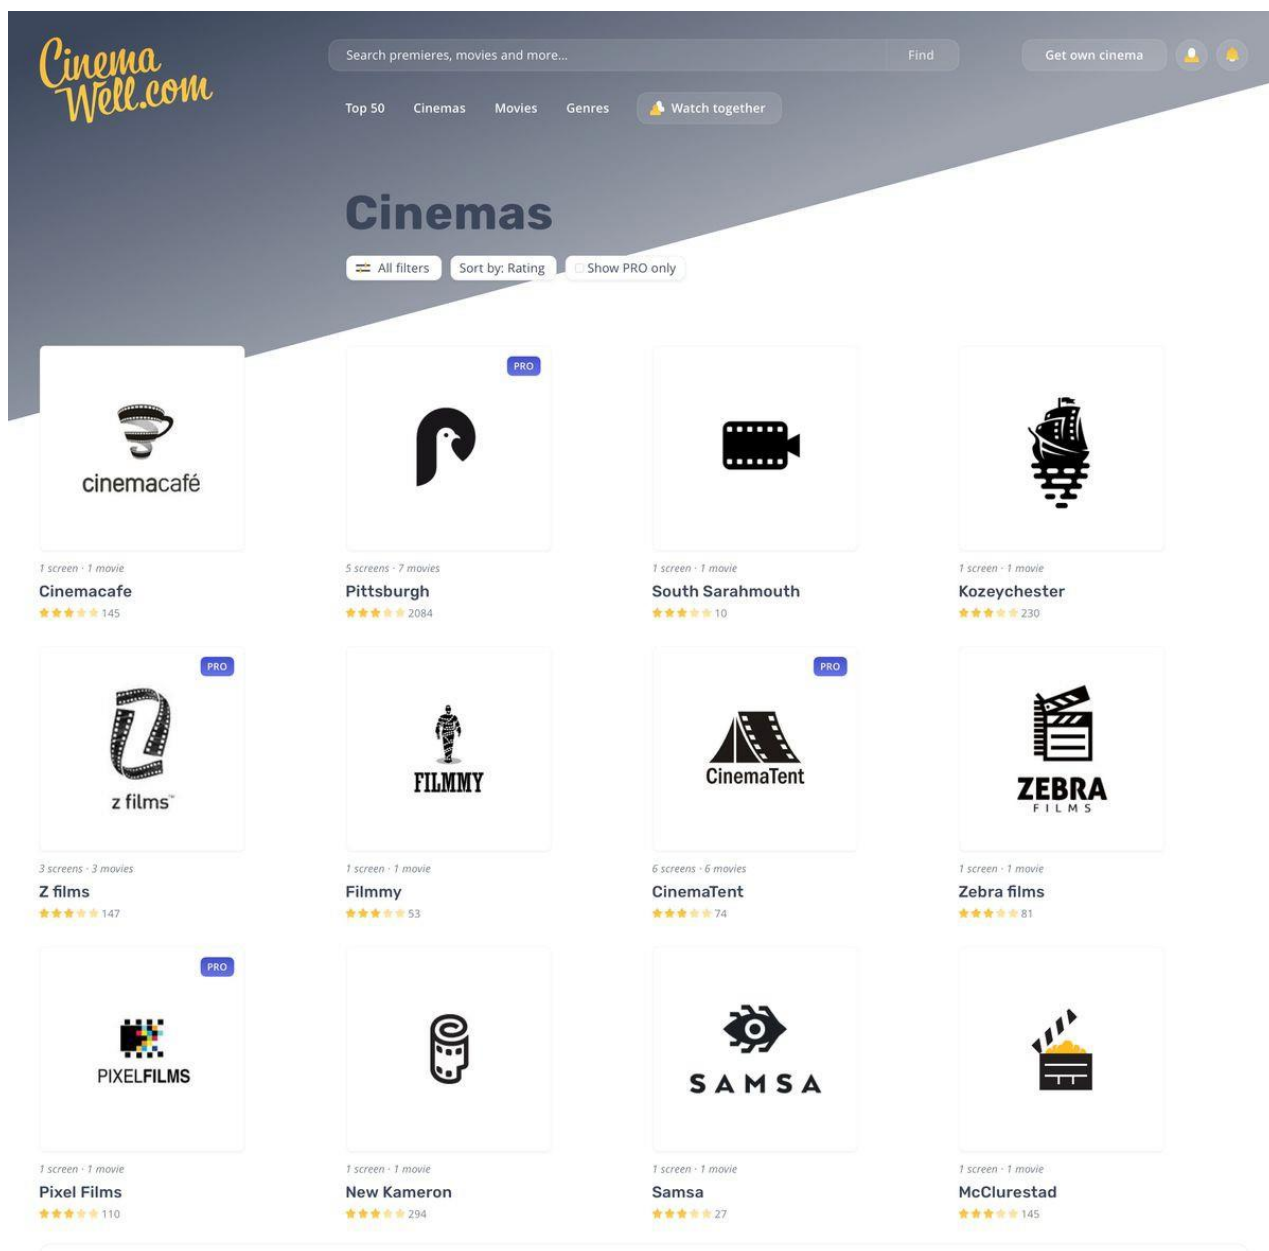 Cinema
Well.com
Search premieres, movies and more...
Find
Get own cinema
Top 50
Cinemas
Movies
Genres
Watch together
Cinemas
All filters
Sort by: Rating
Show PRO only
cinemacafé
1 screen · 1 movie
Cinemacafe
145
PRO
5 screens · 7 movies
Pittsburgh
2084
1 screen · 1 movie
South Sarahmouth
10
1 screen · 1 movie
Kozeychester
230
PRO
z films™
3 screens · 3 movies
Z films
147
FILMMY
1 screen · 1 movie
Filmmy
53
PRO
CinemaTent
6 screens · 6 movies
CinemaTent
74
ZEBRA
FILMS
1 screen · 1 movie
Zebra films
81
PRO
PIXELFILMS
1 screen · 1 movie
Pixel Films
110
1 screen · 1 movie
New Kameron
294
SAMSA
1 screen · 1 movie
Samsa
27
1 screen · 1 movie
McClurestad
145